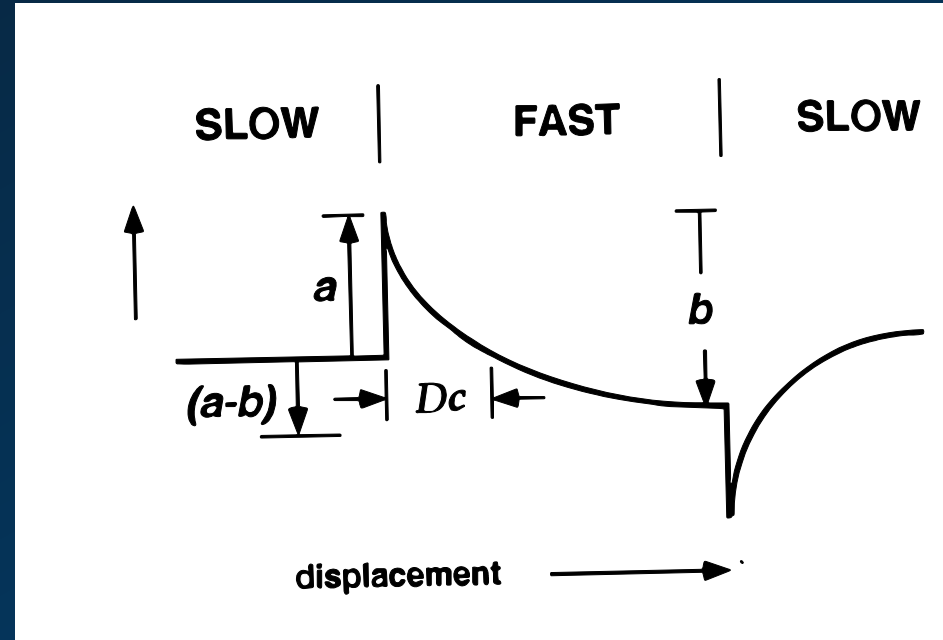 SLOW FAST SLOW
a
b
(a-b)
Dc
displacement